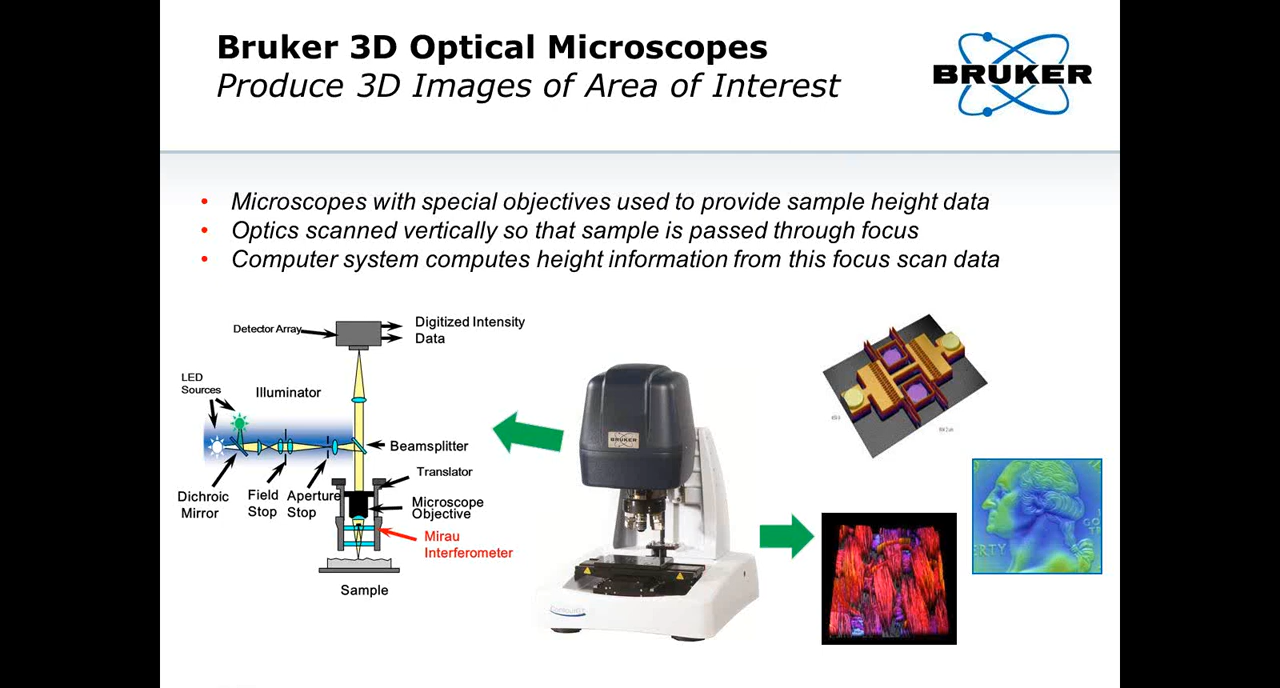 Bruker 3D Optical Microscopes
Produce 3D Images of Area of Interest
BRUKER
• Microscopes with special objectives used to provide sample height data
• Optics scanned vertically so that sample is passed through focus
• Computer system computes height information from this focus scan data
Detector Array
Digitized Intensity
Data
LED
Sources
Illuminator
Beamsplitter
Translator
Dichroic
Mirror
Field
Stop
Aperture
Stop
Microscope
Objective
Mirau
Interferometer
Sample
BRUKER
ERTY